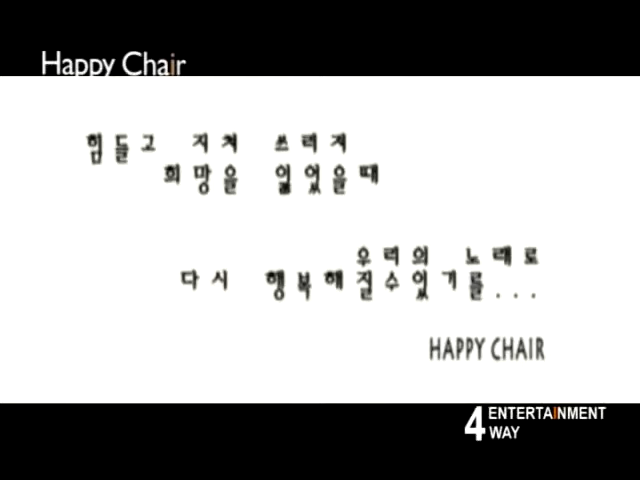 Happy Chair
힘들고 지쳐 쓰러져
희망을 잃었을때
우리의 노래로
다시 행복해질수있기를...
HAPPY CHAIR
4 ENTERTAiNMENT
WAY